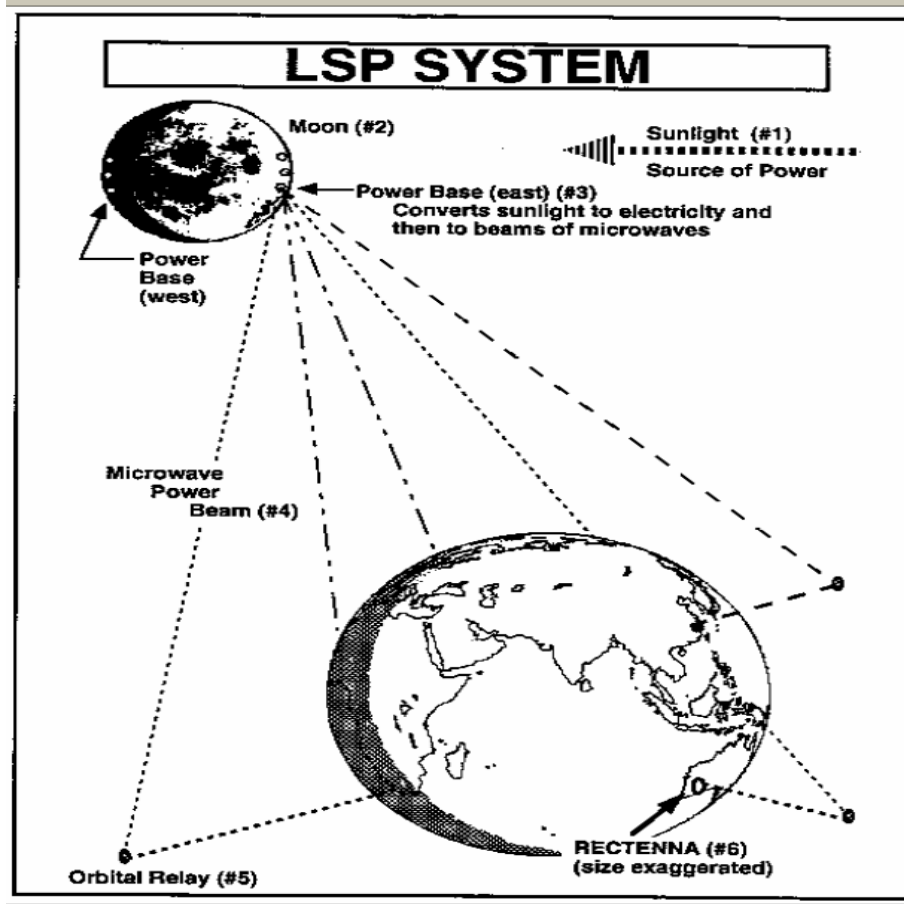 LSP SYSTEM
Moon (#2)
Sunlight (#1)
Source of Power
Power Base (east) (#3)
Converts sunlight to electricity and
then to beams of microwaves
Power
Base
(west)
Microwave
Power
Beam (#4)
RECTENNA (#6)
(size exaggerated)
Orbital Relay (#5)